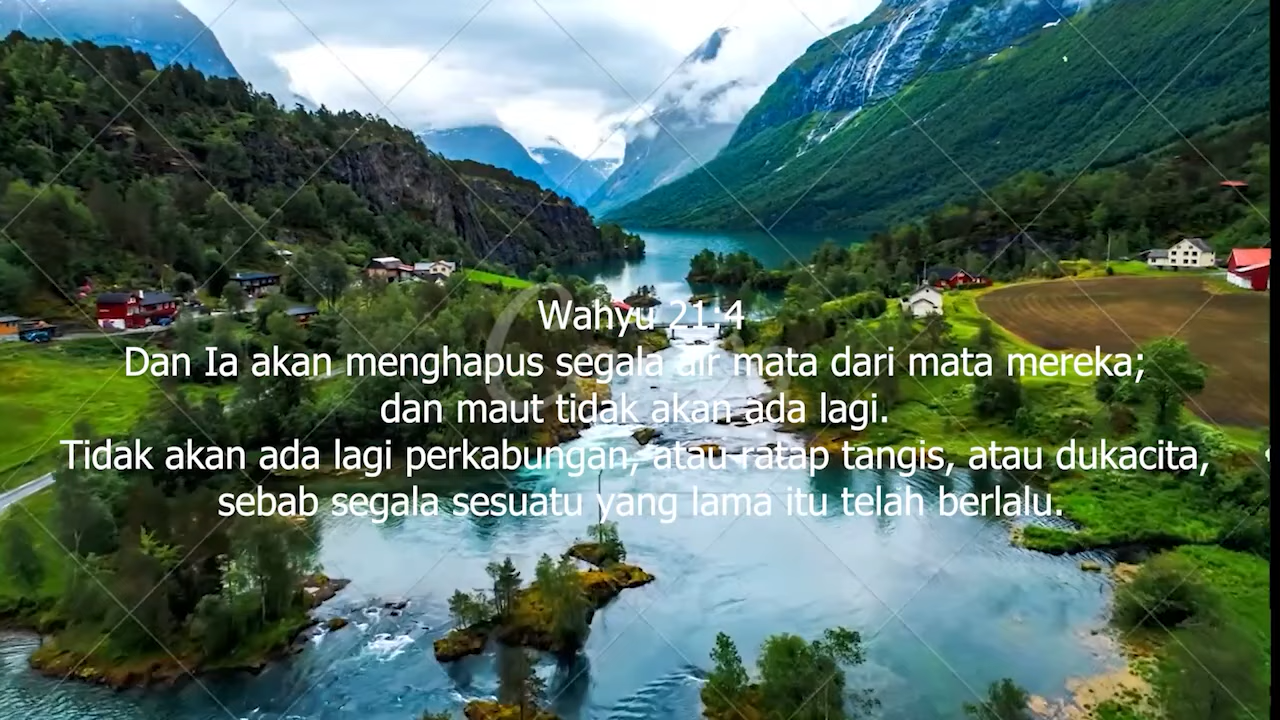 Wahyu 21:4
Dan Ia akan menghapus segala air mata dari mata mereka;
dan maut tidak akan ada lagi.
Tidak akan ada lagi perkabungan, atau ratap tangis, atau dukacita,
sebab segala sesuatu yang lama itu telah berlalu.